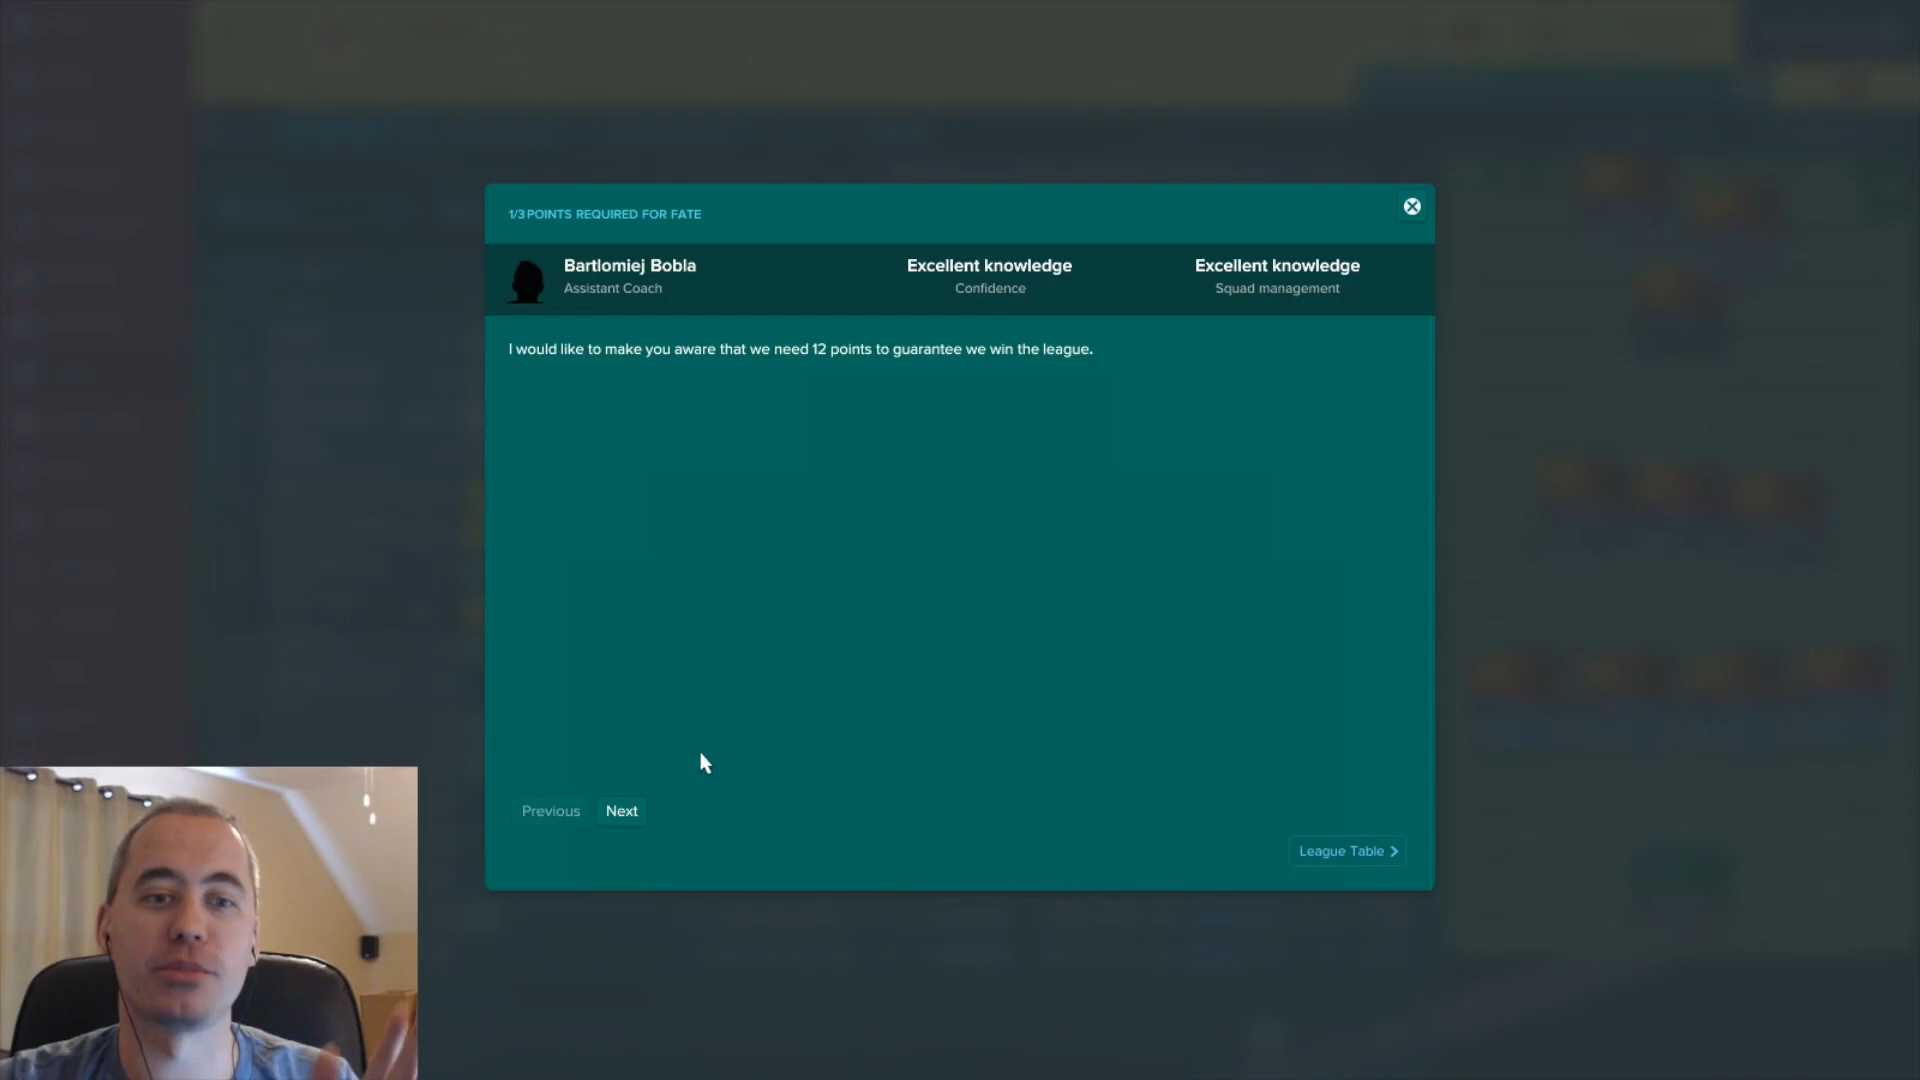 1/3 POINTS REQUIRED FOR FATE
Bartlomiej Bobla
Assistant Coach
Excellent knowledge
Confidence
Excellent knowledge
Squad management
I would like to make you aware that we need 12 points to guarantee we win the league.
Previous
Next
League Table